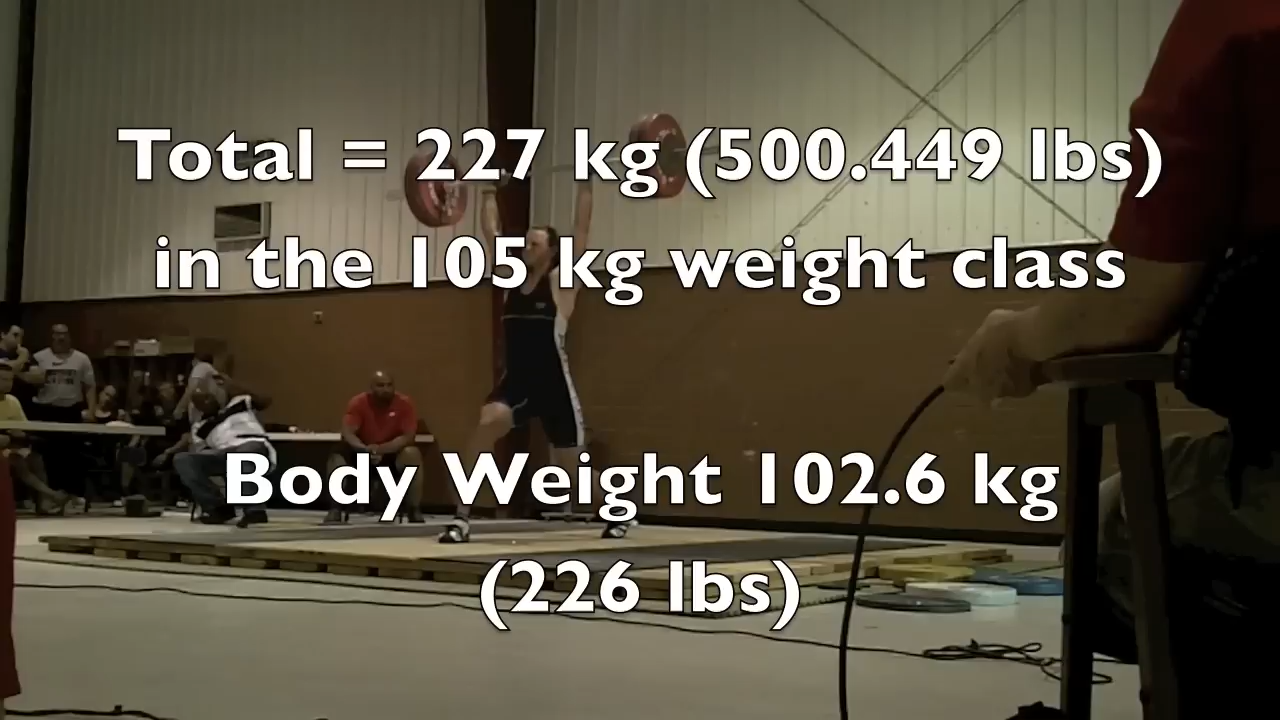 Total = 227 kg (500.449 lbs)
in the 105 kg weight class
Body Weight 102.6 kg
(226 lbs)